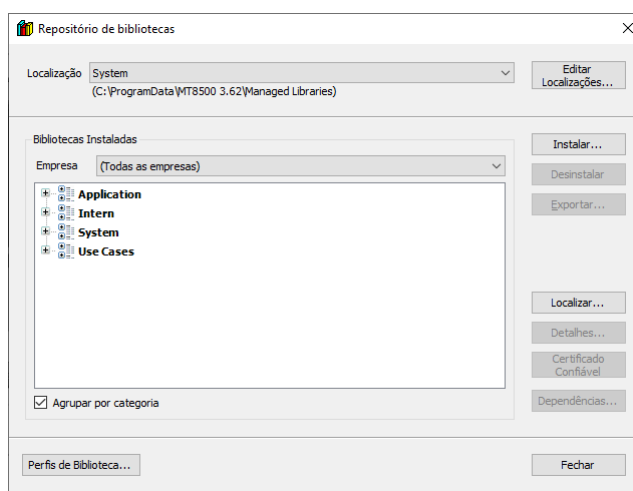 Repositório de bibliotecas
Localização System
(C:\ProgramData\MT8500 3.62\Managed Libraries)
Editar
Localizações...
Bibliotecas Instaladas
Empresa (Todas as empresas)
Application
Intern
System
Use Cases
Agrupar por categoria
Instalar...
Desinstalar
Exportar...
Localizar...
Detalhes...
Certificado
Confiável
Dependências...
Perfis de Biblioteca...
Fechar